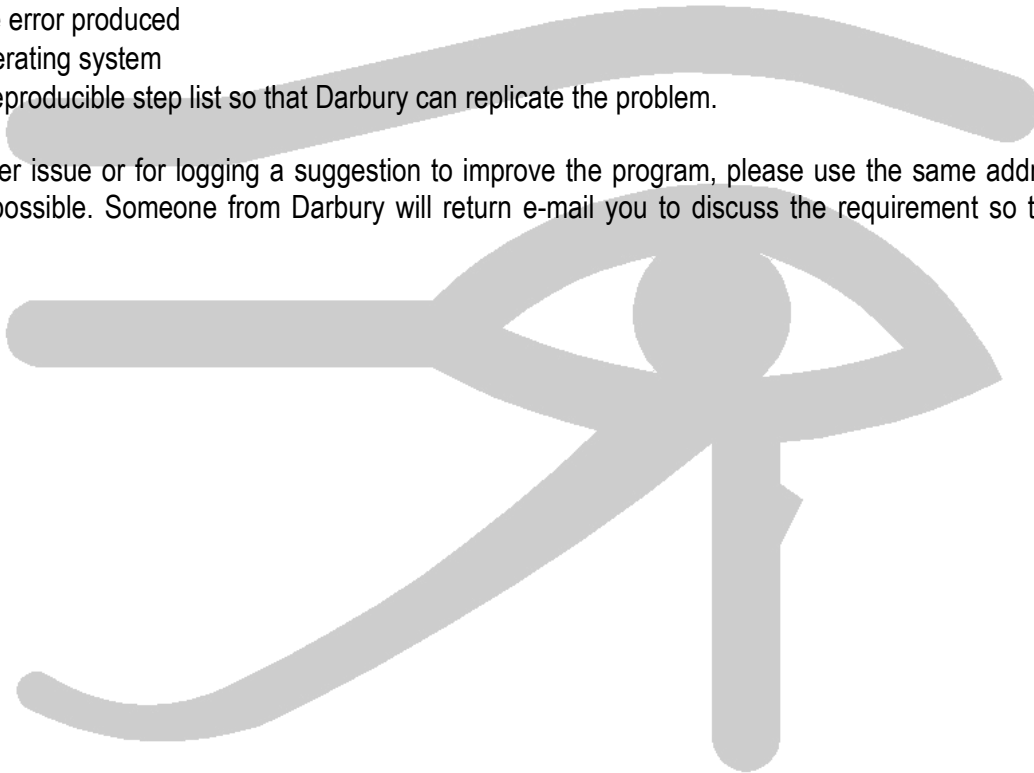 error produced
erating system
eproducible step list so that Darbury can replicate the problem.
er issue or for logging a suggestion to improve the program, please use the same addr
possible. Someone from Darbury will return e-mail you to discuss the requirement so t